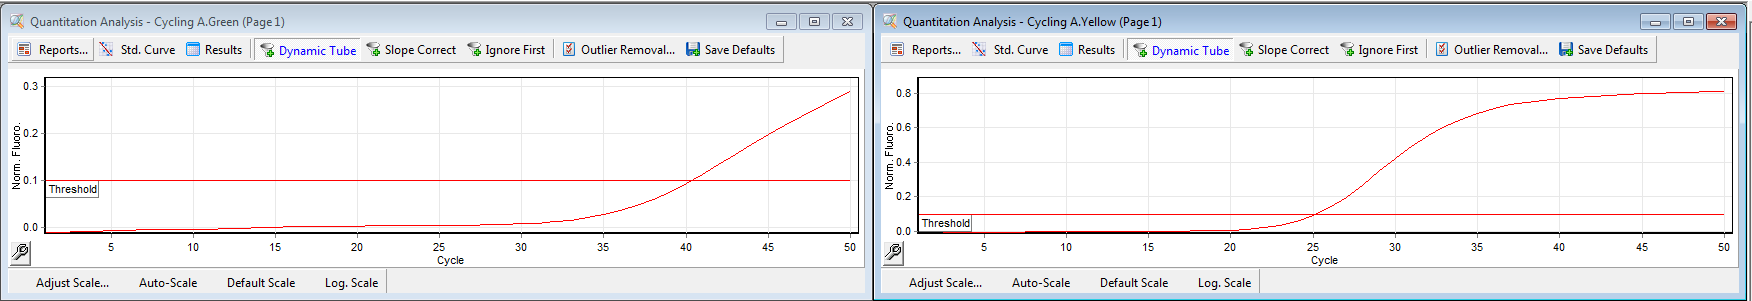 Quantitation Analysis - Cycling A.Green (Page 1)
Reports... Std. Curve Results Dynamic Tube Slope Correct Ignore First Outlier Removal... Save Defaults
0.3
0.2
0.1
0.0
Norm. Fluoro.
Threshold
5 10 15 20 25 30 35 40 45 50
Cycle
Adjust Scale... Auto-Scale Default Scale Log. Scale
Quantitation Analysis - Cycling A.Yellow (Page 1)
Reports... Std. Curve Results Dynamic Tube Slope Correct Ignore First Outlier Removal... Save Defaults
0.8
0.6
0.4
0.2
0.0
Norm. Fluoro.
Threshold
5 10 15 20 25 30 35 40 45 50
Cycle
Adjust Scale... Auto-Scale Default Scale Log. Scale